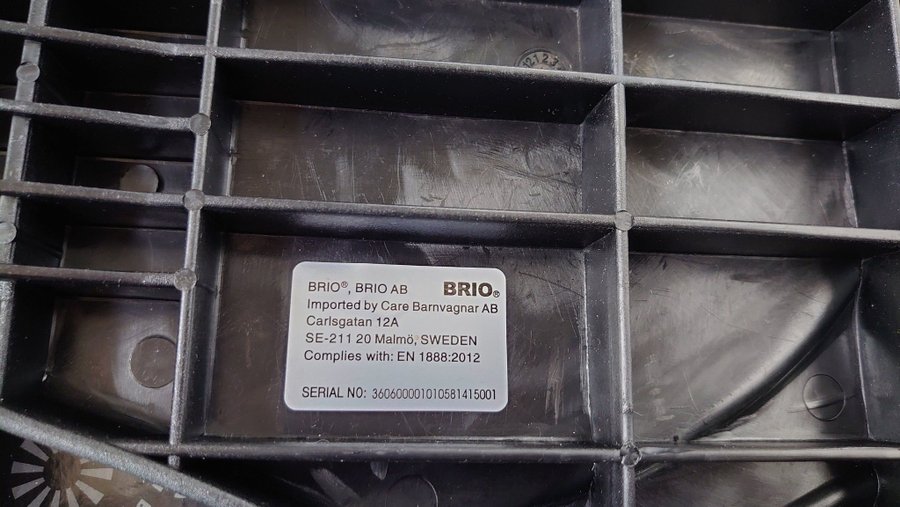 BRIO®, BRIO AB BRIO®
Imported by Care Barnvagnar AB
Carlsgatan 12A
SE-211 20 Malmö, SWEDEN
Complies with: EN 1888:2012
SERIAL NO: 360600001010581415001